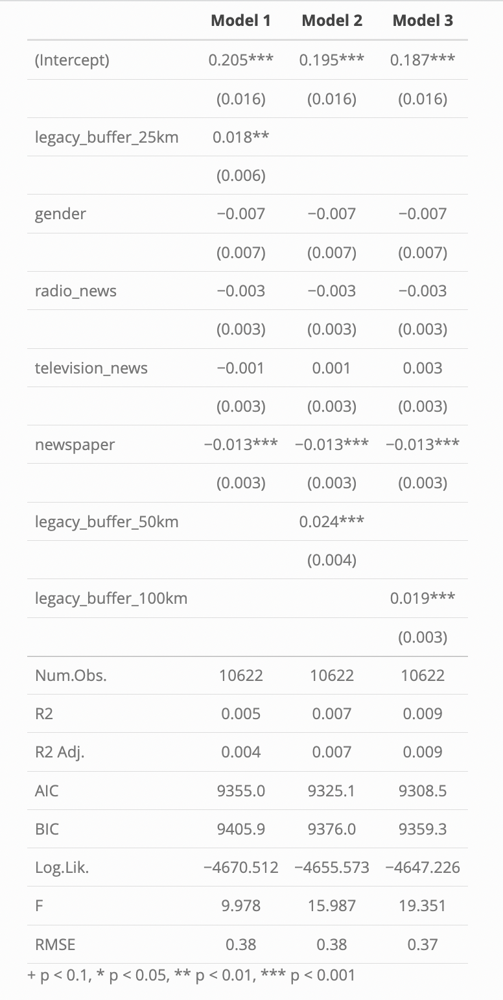 Model 1 Model 2 Model 3
(Intercept) 0.205*** 0.195*** 0.187***
(0.016) (0.016) (0.016)
legacy_buffer_25km 0.018**
(0.006)
gender −0.007 −0.007 −0.007
(0.007) (0.007) (0.007)
radio_news −0.003 −0.003 −0.003
(0.003) (0.003) (0.003)
television_news −0.001 0.001 0.003
(0.003) (0.003) (0.003)
newspaper −0.013*** −0.013*** −0.013***
(0.003) (0.003) (0.003)
legacy_buffer_50km 0.024***
(0.004)
legacy_buffer_100km 0.019***
(0.003)
Num.Obs. 10622 10622 10622
R2 0.005 0.007 0.009
R2 Adj. 0.004 0.007 0.009
AIC 9355.0 9325.1 9308.5
BIC 9405.9 9376.0 9359.3
Log.Lik. −4670.512 −4655.573 −4647.226
F 9.978 15.987 19.351
RMSE 0.38 0.38 0.37
+ p < 0.1, * p < 0.05, ** p < 0.01, *** p < 0.001